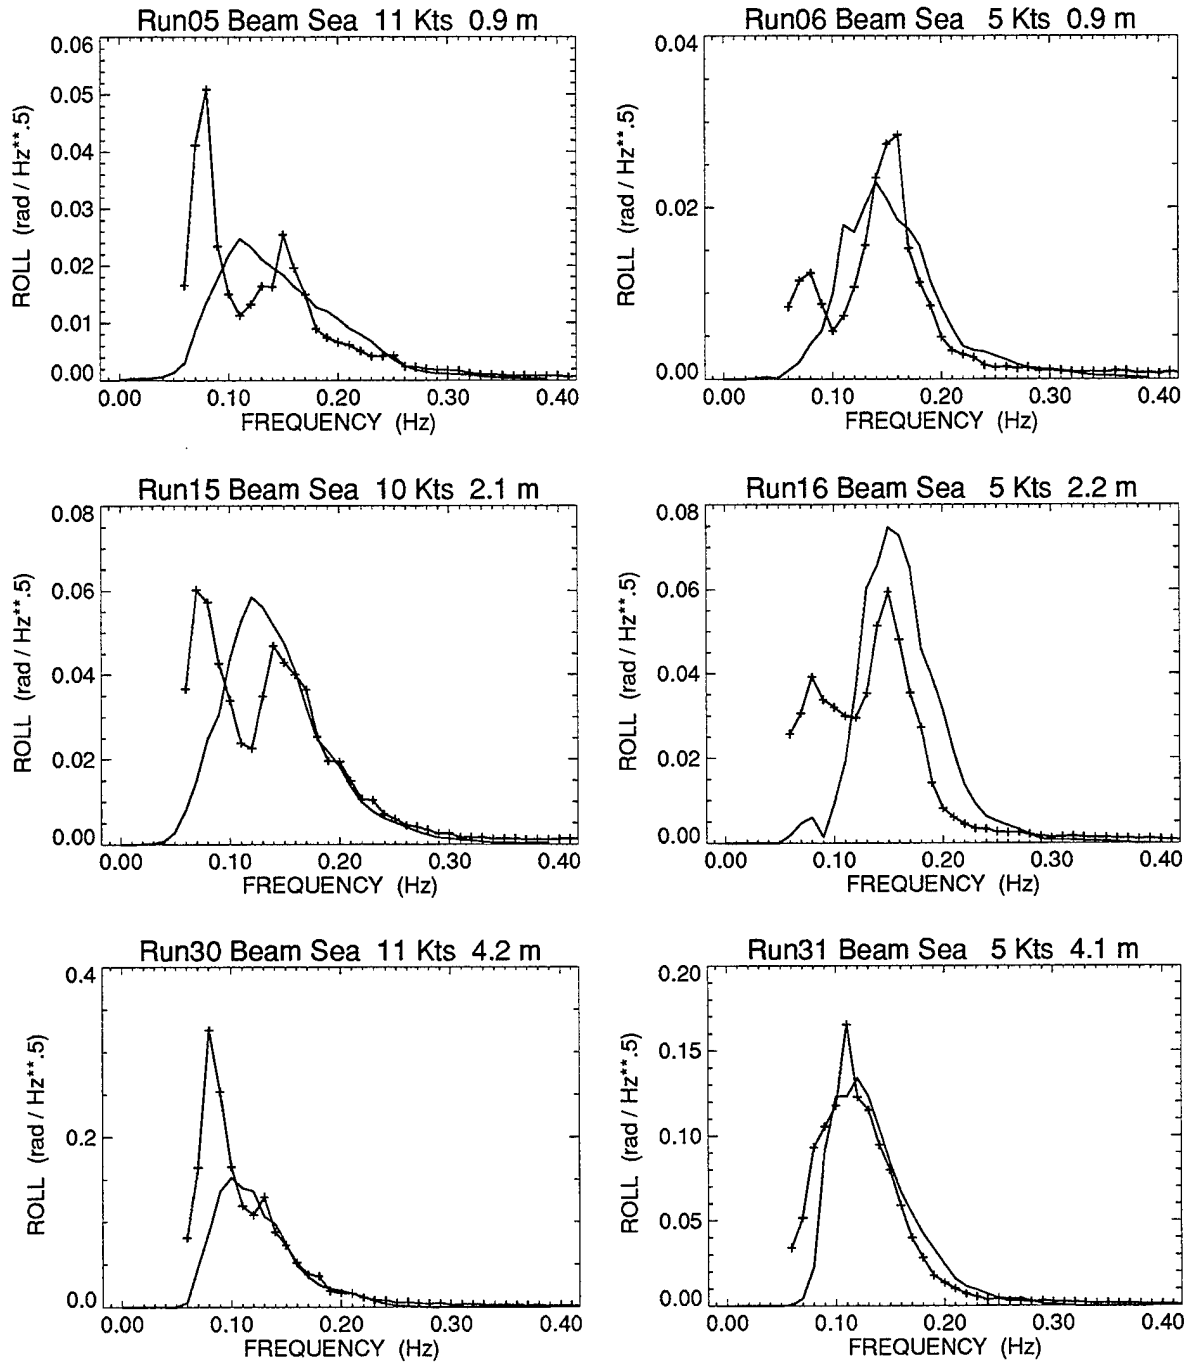 Run05 Beam Sea 11 Kts 0.9 m
0.06
0.05
0.04
0.03
0.02
0.01
0.00
ROLL (rad / Hz**.5)
0.00 0.10 0.20 0.30 0.40
FREQUENCY (Hz)
Run06 Beam Sea 5 Kts 0.9 m
0.04
0.02
0.00
ROLL (rad / Hz**.5)
0.00 0.10 0.20 0.30 0.40
FREQUENCY (Hz)
Run15 Beam Sea 10 Kts 2.1 m
0.08
0.06
0.04
0.02
0.00
ROLL (rad / Hz**.5)
0.00 0.10 0.20 0.30 0.40
FREQUENCY (Hz)
Run16 Beam Sea 5 Kts 2.2 m
0.08
0.06
0.04
0.02
0.00
ROLL (rad / Hz**.5)
0.00 0.10 0.20 0.30 0.40
FREQUENCY (Hz)
Run30 Beam Sea 11 Kts 4.2 m
0.4
0.2
0.0
ROLL (rad / Hz**.5)
0.00 0.10 0.20 0.30 0.40
FREQUENCY (Hz)
Run31 Beam Sea 5 Kts 4.1 m
0.20
0.15
0.10
0.05
0.00
ROLL (rad / Hz**.5)
0.00 0.10 0.20 0.30 0.40
FREQUENCY (Hz)